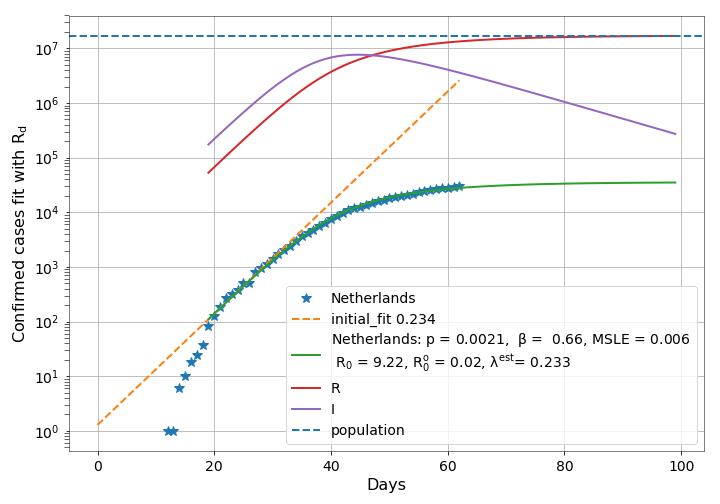 Confirmed cases fit with R_d
10^7
10^6
10^5
10^4
10^3
10^2
10^1
10^0
Netherlands
initial_fit 0.234
Netherlands: p = 0.0021,  β =  0.66, MSLE = 0.006
R_0 = 9.22, R_0^o = 0.02, λ^est= 0.233
R
I
population
0 20 40 60 80 100
Days